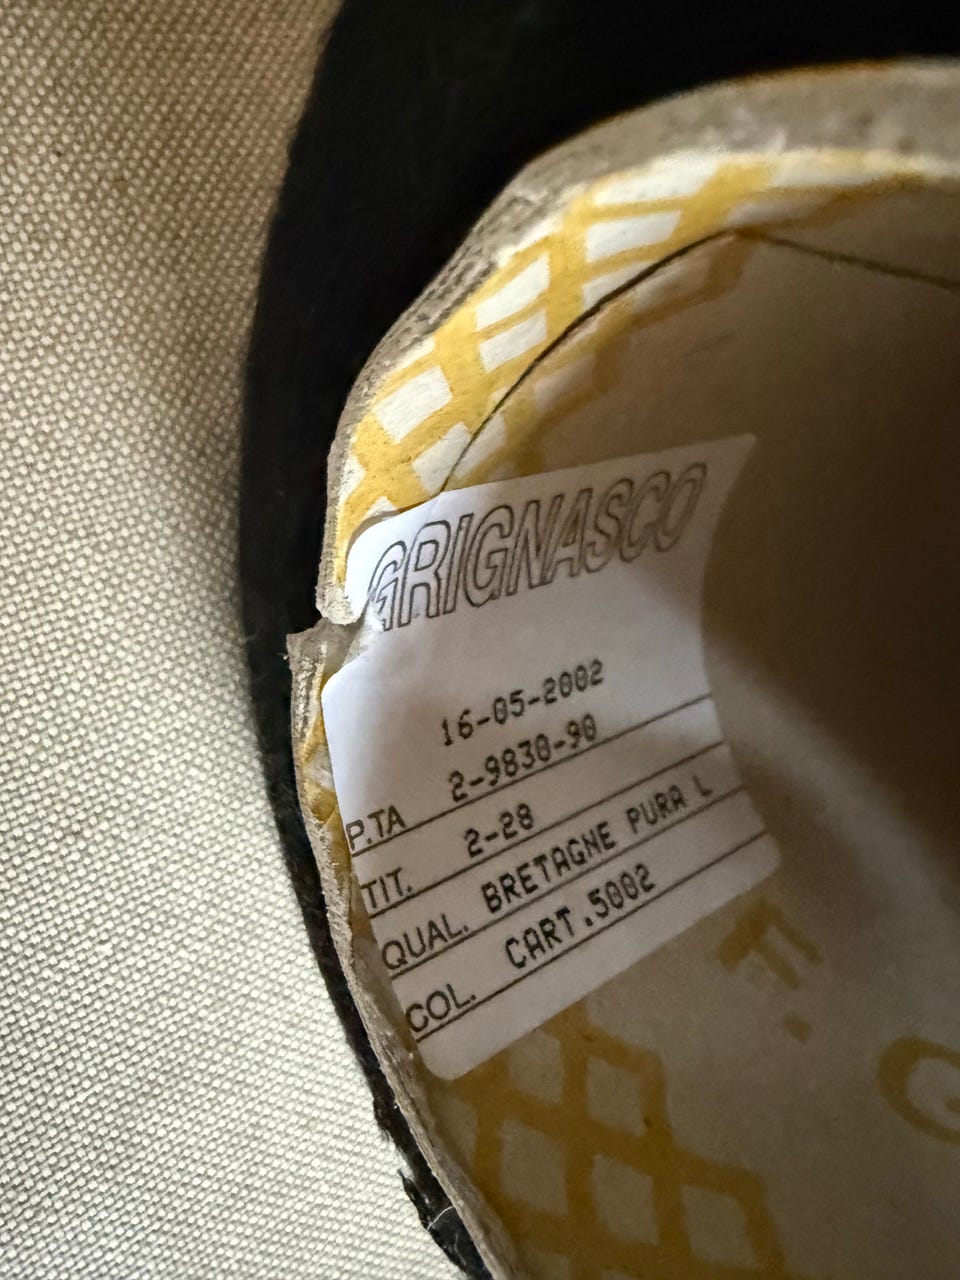 GRIGNASCO
16-05-2002
P.TA 2-9830-90
TIT. 2-28
QUAL. BRETAGNE PURA L
COL. CART.5002